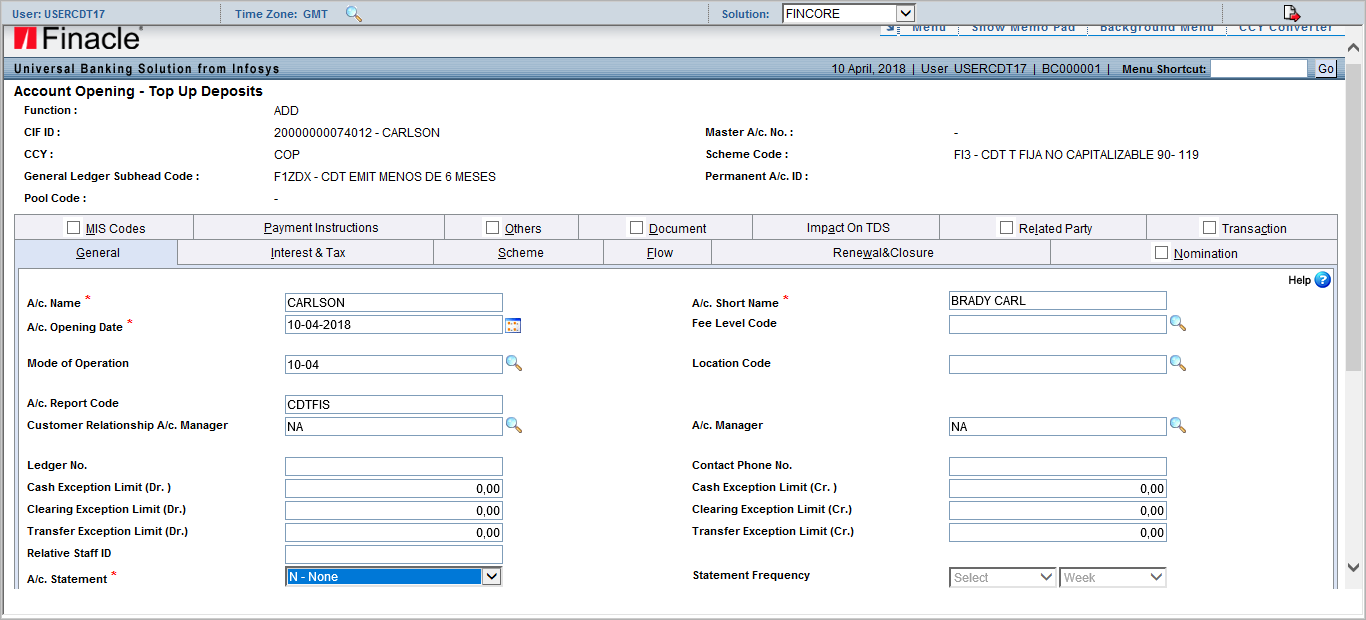 User: USERCDT17 Time Zone: GMT Solution: FINCORE
Finacle Menu Show Memo Pad Background Menu CCY Converter
Universal Banking Solution from Infosys 10 April, 2018 | User USERCDT17 | BC000001 | Menu Shortcut: Go
Account Opening - Top Up Deposits
Function : ADD
CIF ID : 20000000074012 - CARLSON Master A/c. No. : -
CCY : COP Scheme Code : FI3 - CDT T FIJA NO CAPITALIZABLE 90- 119
General Ledger Subhead Code : F1ZDX - CDT EMIT MENOS DE 6 MESES Permanent A/c. ID :
Pool Code : -
MIS Codes Payment Instructions Others Document Impact On TDS Related Party Transaction
General Interest & Tax Scheme Flow Renewal&Closure Nomination
Help ?
A/c. Name * CARLSON A/c. Short Name * BRADY CARL
A/c. Opening Date * 10-04-2018 Fee Level Code
Mode of Operation 10-04 Location Code
A/c. Report Code CDTFIS
Customer Relationship A/c. Manager NA A/c. Manager NA
Ledger No. Contact Phone No.
Cash Exception Limit (Dr. ) 0,00 Cash Exception Limit (Cr. ) 0,00
Clearing Exception Limit (Dr.) 0,00 Clearing Exception Limit (Cr.) 0,00
Transfer Exception Limit (Dr.) 0,00 Transfer Exception Limit (Cr.) 0,00
Relative Staff ID
A/c. Statement * N - None Statement Frequency Select Week